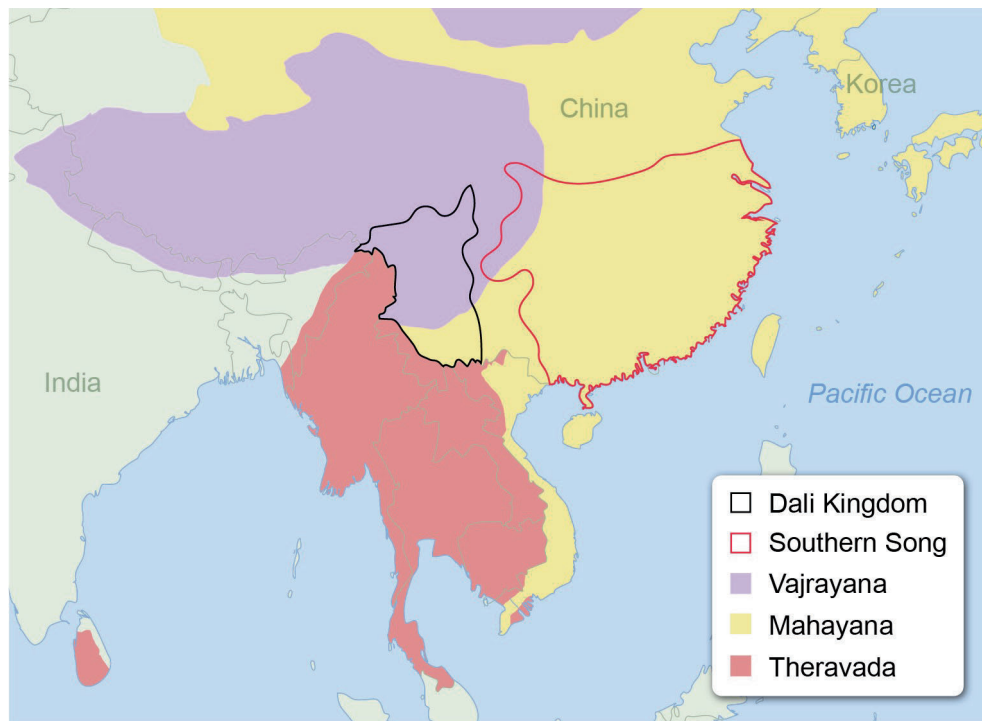 China
Korea
India
Pacific Ocean
Dali Kingdom
Southern Song
Vajrayana
Mahayana
Theravada